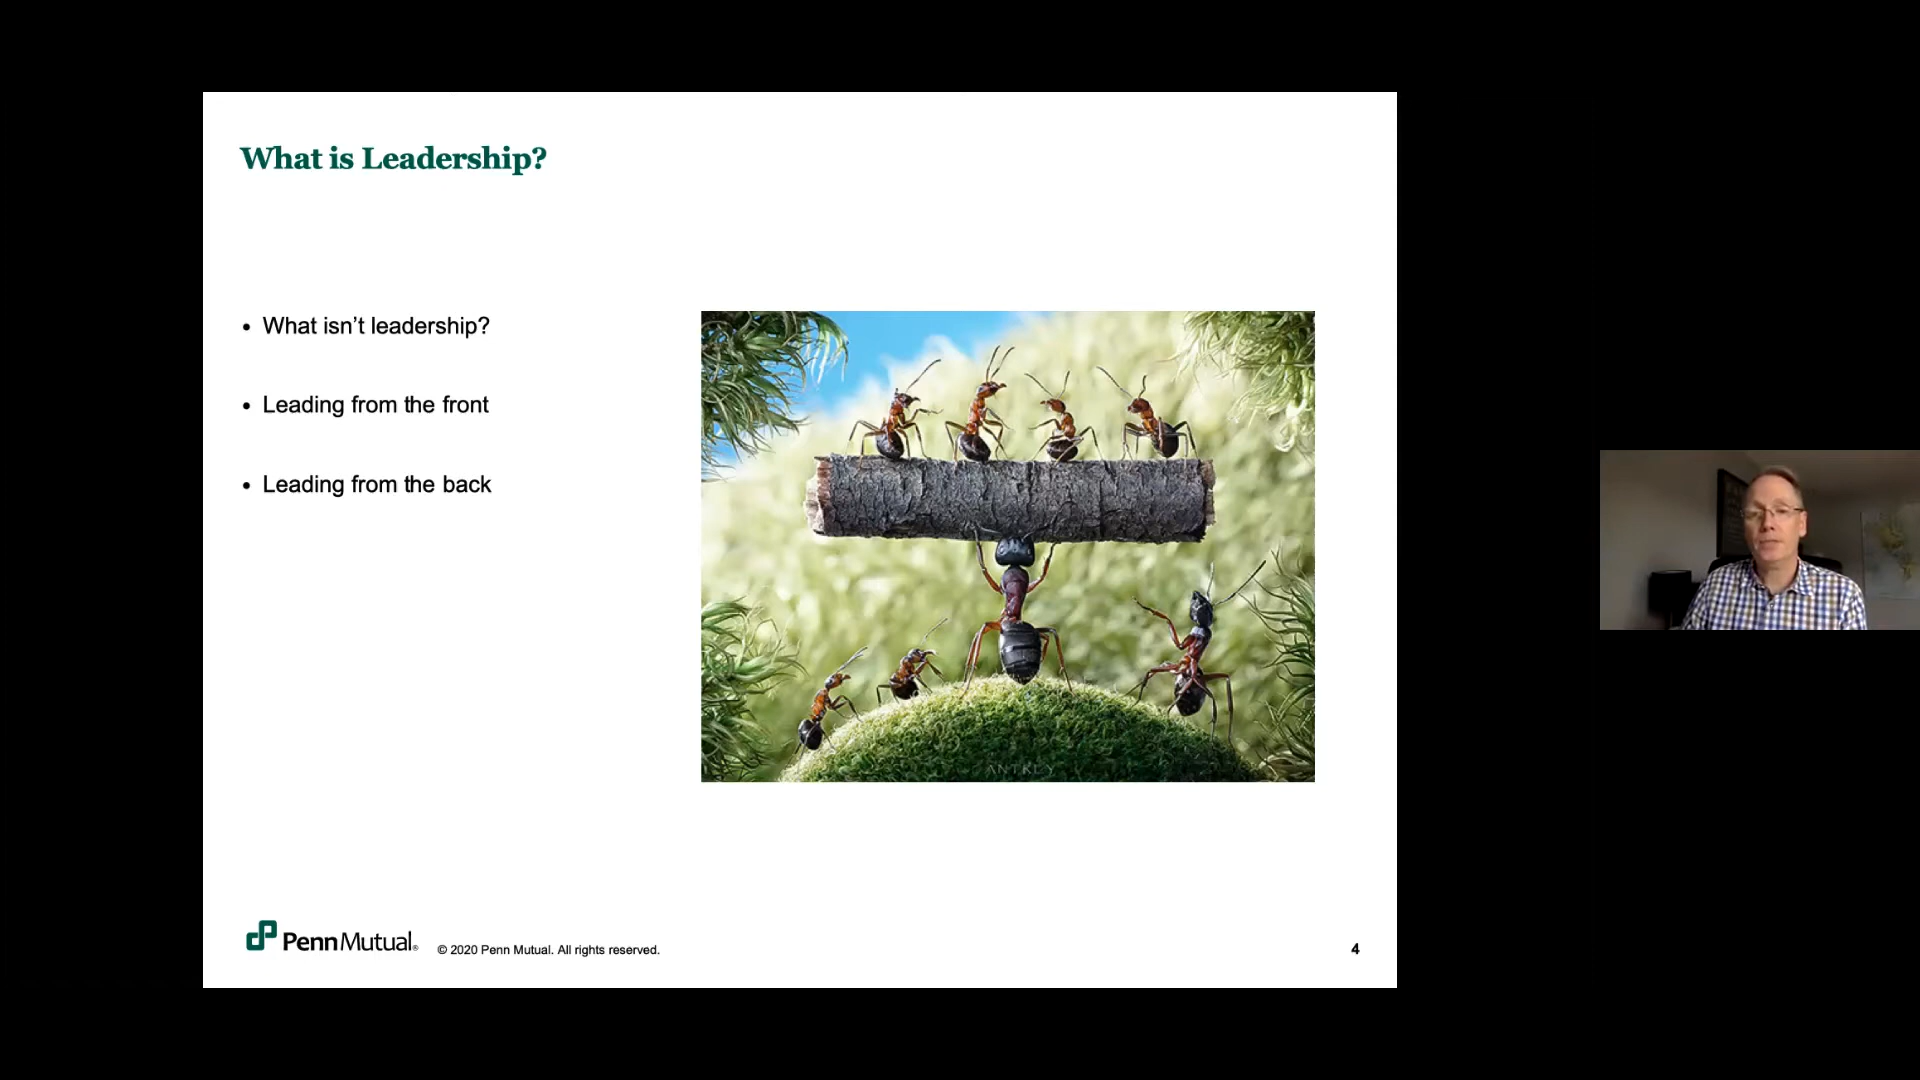 What is Leadership?
• What isn’t leadership?
• Leading from the front
• Leading from the back
ANTREY
PennMutual®
© 2020 Penn Mutual. All rights reserved.
4